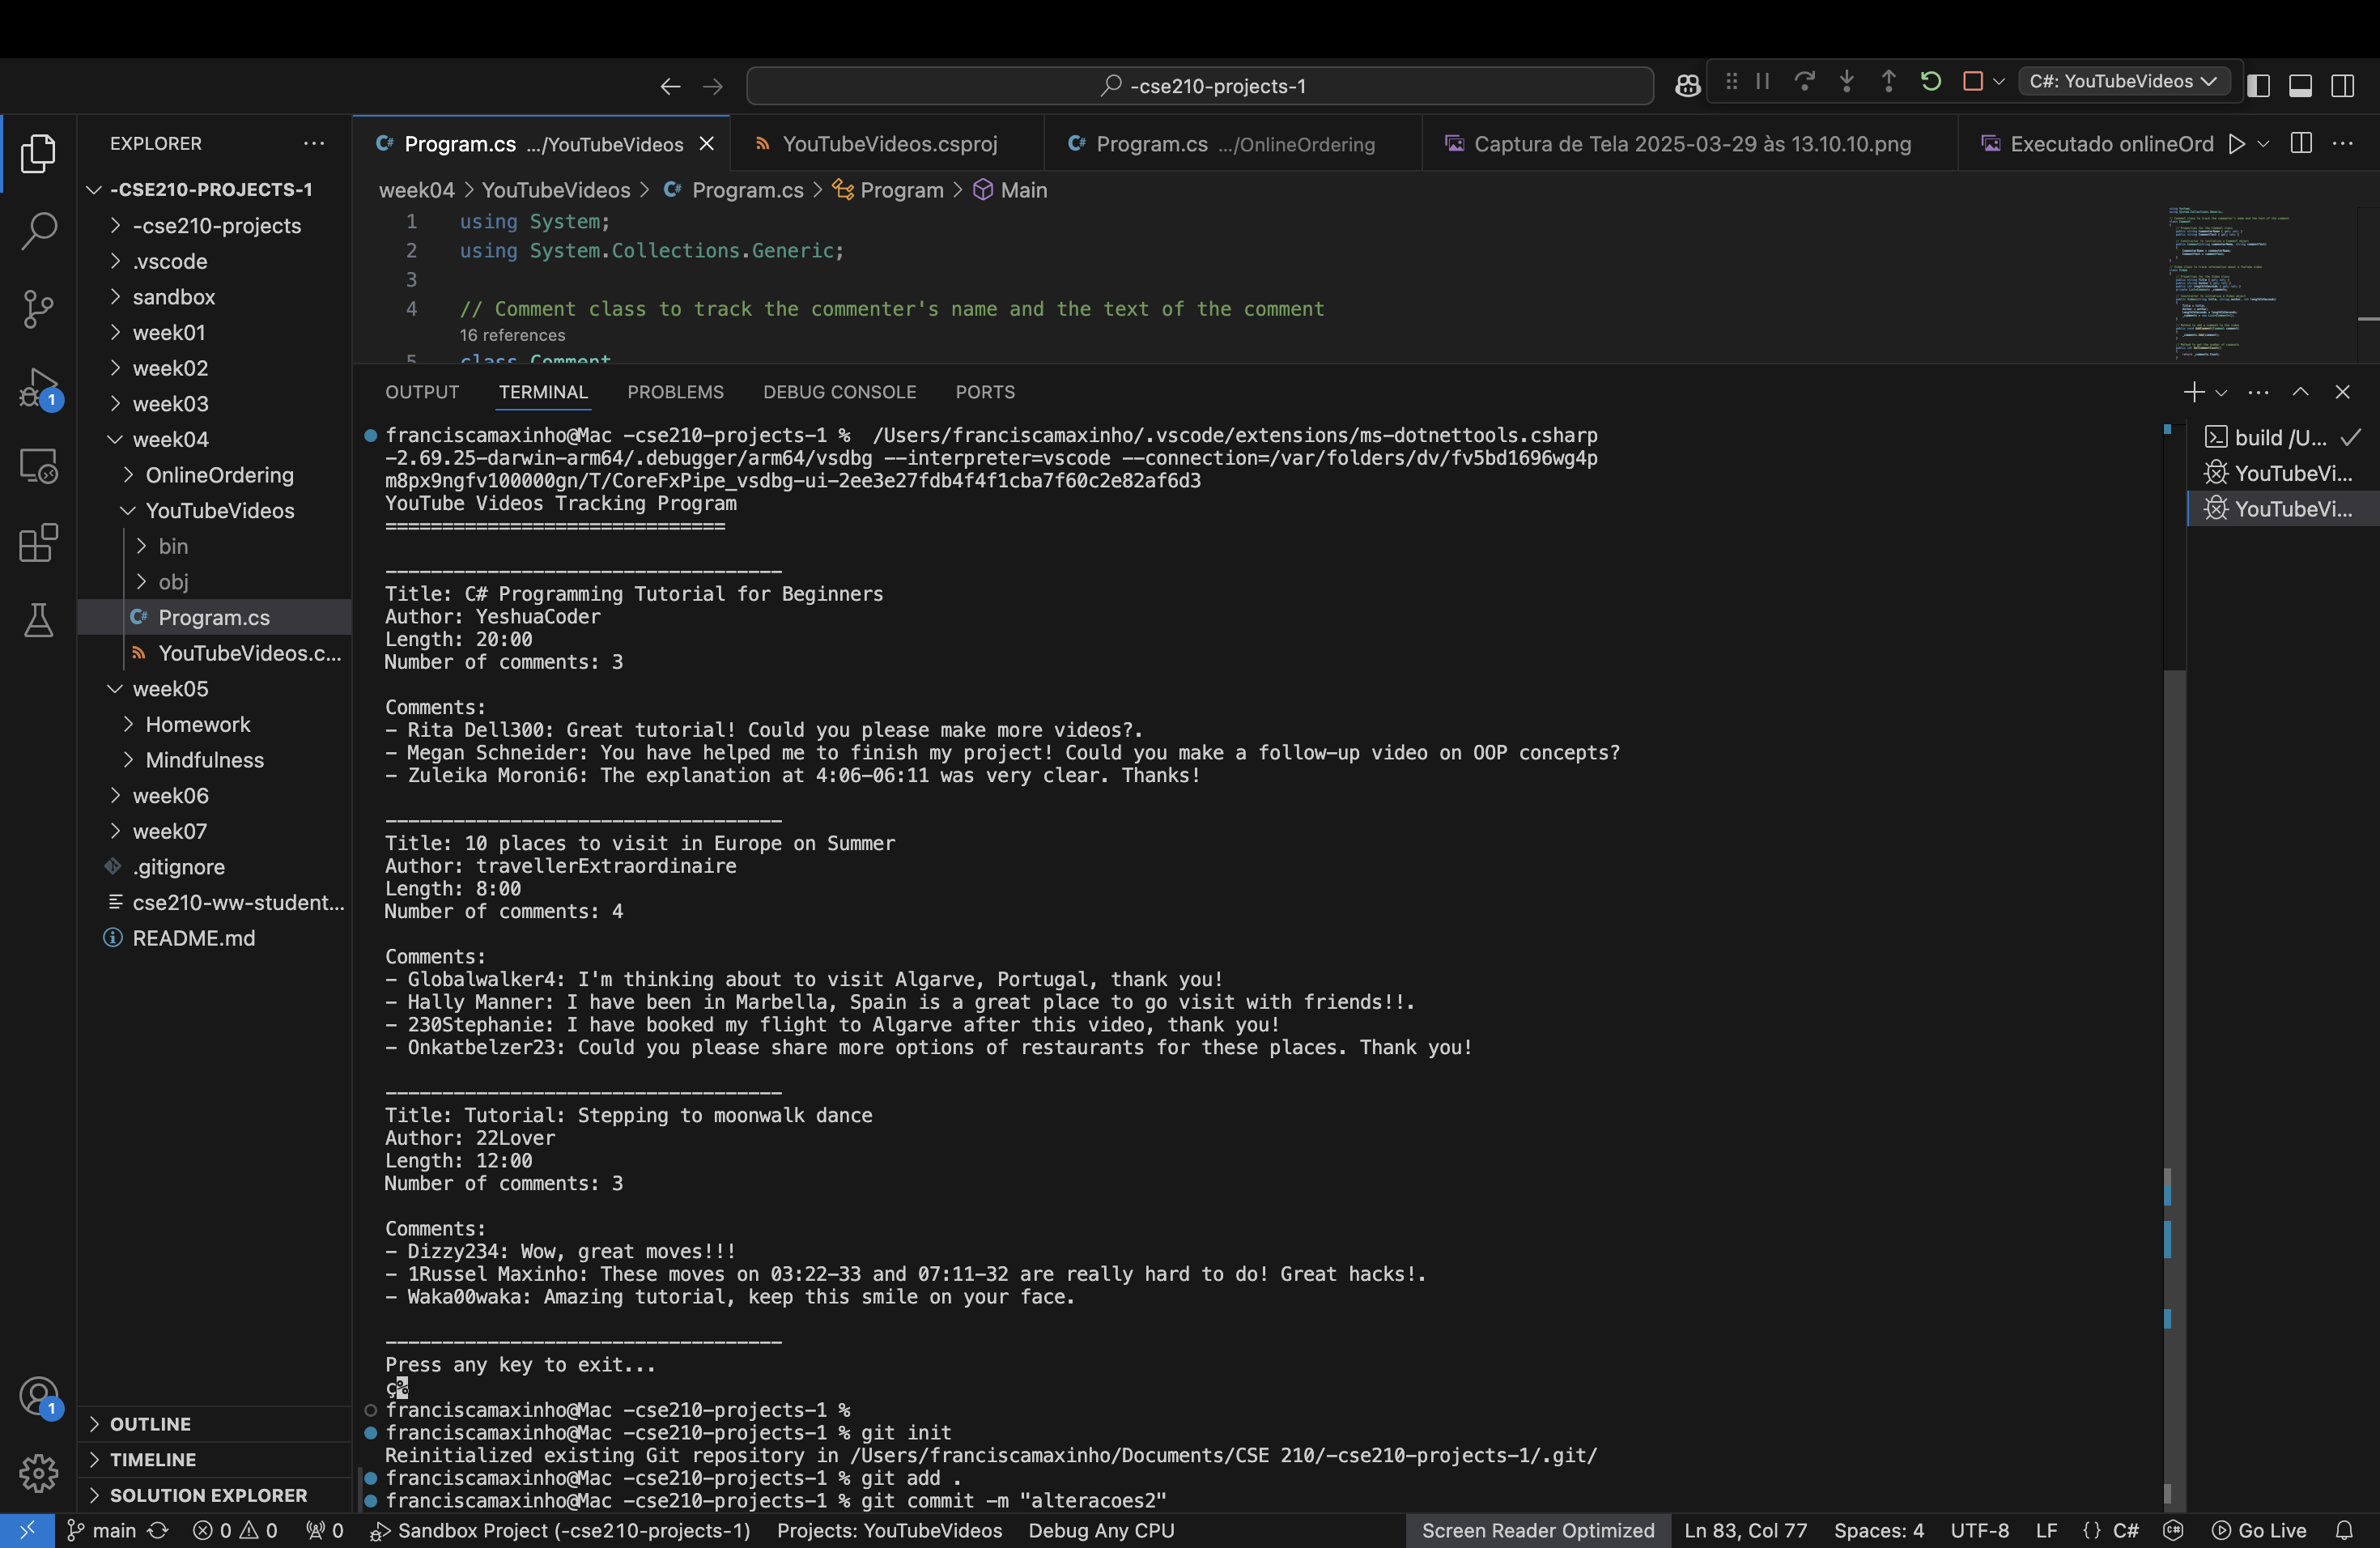 -cse210-projects-1
C#: YouTubeVideos
EXPLORER
Program.cs .../YouTubeVideos
YouTubeVideos.csproj
Program.cs .../OnlineOrdering
Captura de Tela 2025-03-29 às 13.10.10.png
Executado onlineOrd
-CSE210-PROJECTS-1
-cse210-projects
.vscode
sandbox
week01
week02
week03
week04
OnlineOrdering
YouTubeVideos
bin
obj
Program.cs
YouTubeVideos.c...
week05
Homework
Mindfulness
week06
week07
.gitignore
cse210-ww-student...
README.md
OUTLINE
TIMELINE
SOLUTION EXPLORER
week04 > YouTubeVideos > Program.cs > Program > Main
1 using System;
2 using System.Collections.Generic;
3
4 // Comment class to track the commenter's name and the text of the comment
16 references
5 class Comment
OUTPUT TERMINAL PROBLEMS DEBUG CONSOLE PORTS
franciscamaxinho@Mac -cse210-projects-1 %  /Users/franciscamaxinho/.vscode/extensions/ms-dotnettools.csharp
-2.69.25-darwin-arm64/.debugger/arm64/vsdbg --interpreter=vscode --connection=/var/folders/dv/fv5bd1696wg4p
m8px9ngfv100000gn/T/CoreFxPipe_vsdbg-ui-2ee3e27fdb4f4f1cba7f60c2e82af6d3
YouTube Videos Tracking Program
==============================
-----------------------------------
Title: C# Programming Tutorial for Beginners
Author: YeshuaCoder
Length: 20:00
Number of comments: 3
Comments:
- Rita Dell300: Great tutorial! Could you please make more videos?.
- Megan Schneider: You have helped me to finish my project! Could you make a follow-up video on OOP concepts?
- Zuleika Moroni6: The explanation at 4:06-06:11 was very clear. Thanks!
-----------------------------------
Title: 10 places to visit in Europe on Summer
Author: travellerExtraordinaire
Length: 8:00
Number of comments: 4
Comments:
- Globalwalker4: I'm thinking about to visit Algarve, Portugal, thank you!
- Hally Manner: I have been in Marbella, Spain is a great place to go visit with friends!!.
- 230Stephanie: I have booked my flight to Algarve after this video, thank you!
- Onkatbelzer23: Could you please share more options of restaurants for these places. Thank you!
-----------------------------------
Title: Tutorial: Stepping to moonwalk dance
Author: 22Lover
Length: 12:00
Number of comments: 3
Comments:
- Dizzy234: Wow, great moves!!!
- 1Russel Maxinho: These moves on 03:22-33 and 07:11-32 are really hard to do! Great hacks!.
- Waka00waka: Amazing tutorial, keep this smile on your face.
-----------------------------------
Press any key to exit...
ç%
franciscamaxinho@Mac -cse210-projects-1 %
franciscamaxinho@Mac -cse210-projects-1 % git init
Reinitialized existing Git repository in /Users/franciscamaxinho/Documents/CSE 210/-cse210-projects-1/.git/
franciscamaxinho@Mac -cse210-projects-1 % git add .
franciscamaxinho@Mac -cse210-projects-1 % git commit -m "alteracoes2"
build /U...
YouTubeVi...
YouTubeVi...
1
1
main 0 0 0 Sandbox Project (-cse210-projects-1) Projects: YouTubeVideos Debug Any CPU Screen Reader Optimized Ln 83, Col 77 Spaces: 4 UTF-8 LF {} C# Go Live